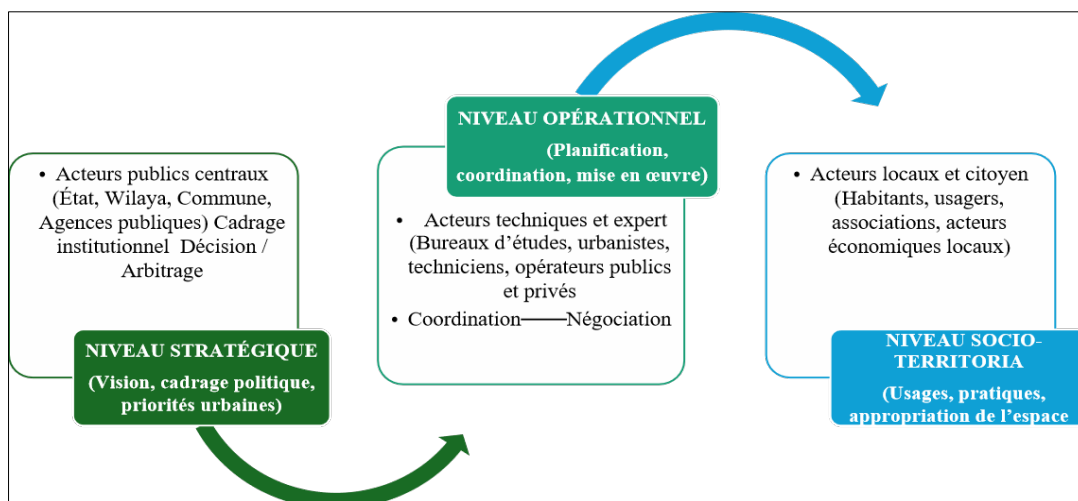 • Acteurs publics centraux
(État, Wilaya, Commune,
Agences publiques) Cadrage
institutionnel Décision /
Arbitrage
NIVEAU STRATÉGIQUE
(Vision, cadrage politique,
priorités urbaines)
NIVEAU OPÉRATIONNEL
(Planification,
coordination, mise en œuvre)
• Acteurs techniques et expert
(Bureaux d’études, urbanistes,
techniciens, opérateurs publics
et privés
• Coordination——Négociation
• Acteurs locaux et citoyen
(Habitants, usagers,
associations, acteurs
économiques locaux)
NIVEAU SOCIO-
TERRITORIA
(Usages, pratiques,
appropriation de l’espace